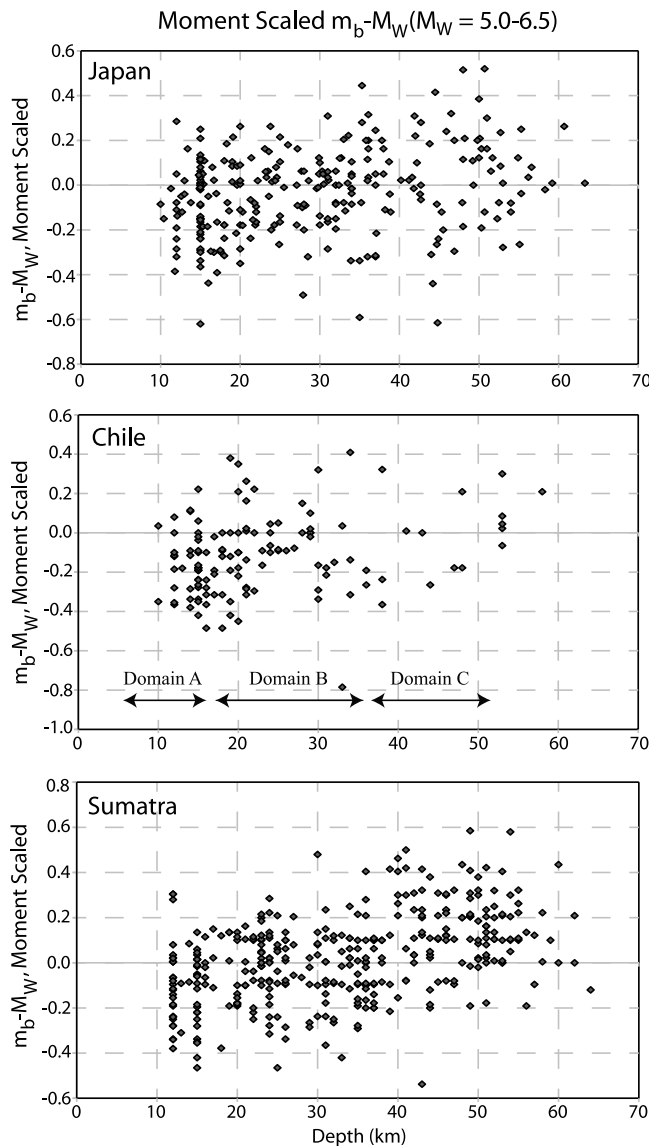 Moment Scaled mb-MW(MW = 5.0-6.5)
Japan
mb-MW, Moment Scaled
0.6
0.4
0.2
0.0
-0.2
-0.4
-0.6
-0.8
0 10 20 30 40 50 60 70
Chile
mb-MW, Moment Scaled
0.6
0.4
0.2
0.0
-0.2
-0.4
-0.6
-0.8
-1.0
Domain A Domain B Domain C
0 10 20 30 40 50 60 70
Sumatra
mb-MW, Moment Scaled
0.8
0.6
0.4
0.2
0.0
-0.2
-0.4
-0.6
0 10 20 30 40 50 60 70
Depth (km)